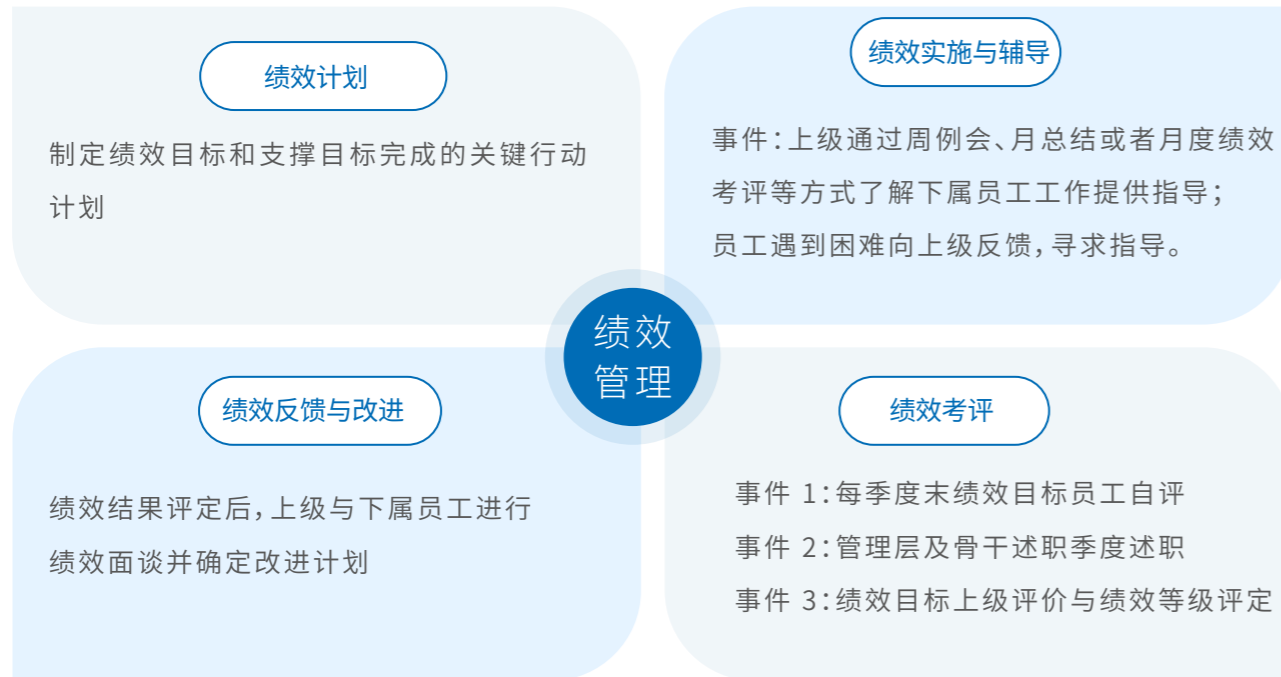 绩效计划
制定绩效目标和支撑目标完成的关键行动
计划
绩效实施与辅导
事件：上级通过周例会、月总结或者月度绩效
考评等方式了解下属员工工作提供指导；
员工遇到困难向上级反馈，寻求指导。
绩效
管理
绩效反馈与改进
绩效结果评定后，上级与下属员工进行
绩效面谈并确定改进计划
绩效考评
事件 1：每季度末绩效目标员工自评
事件 2：管理层及骨干述职季度述职
事件 3：绩效目标上级评价与绩效等级评定